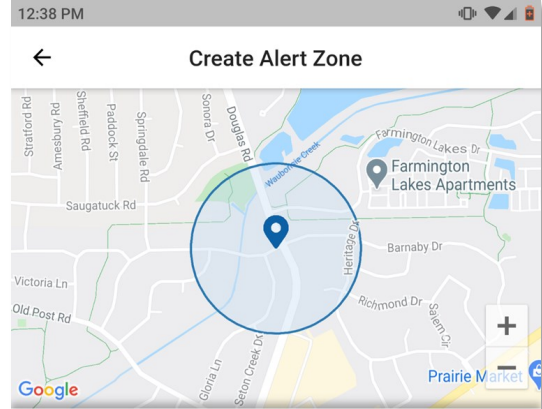 12:38 PM
Create Alert Zone
Stratford Rd
Amesbury Rd
Sheffield Rd
Paddock St
Springdale Rd
Sonora Dr
Douglas Rd
Waubonsie Creek
Farmington Lakes Dr
Farmington
Lakes Apartments
Saugatuck Rd
Heritage Dr
Barnaby Dr
Victoria Ln
Old Post Rd
Richmond Dr
Salem Cir
+
−
Gloria Ln
Seton Creek Dr
Prairie Market
Google